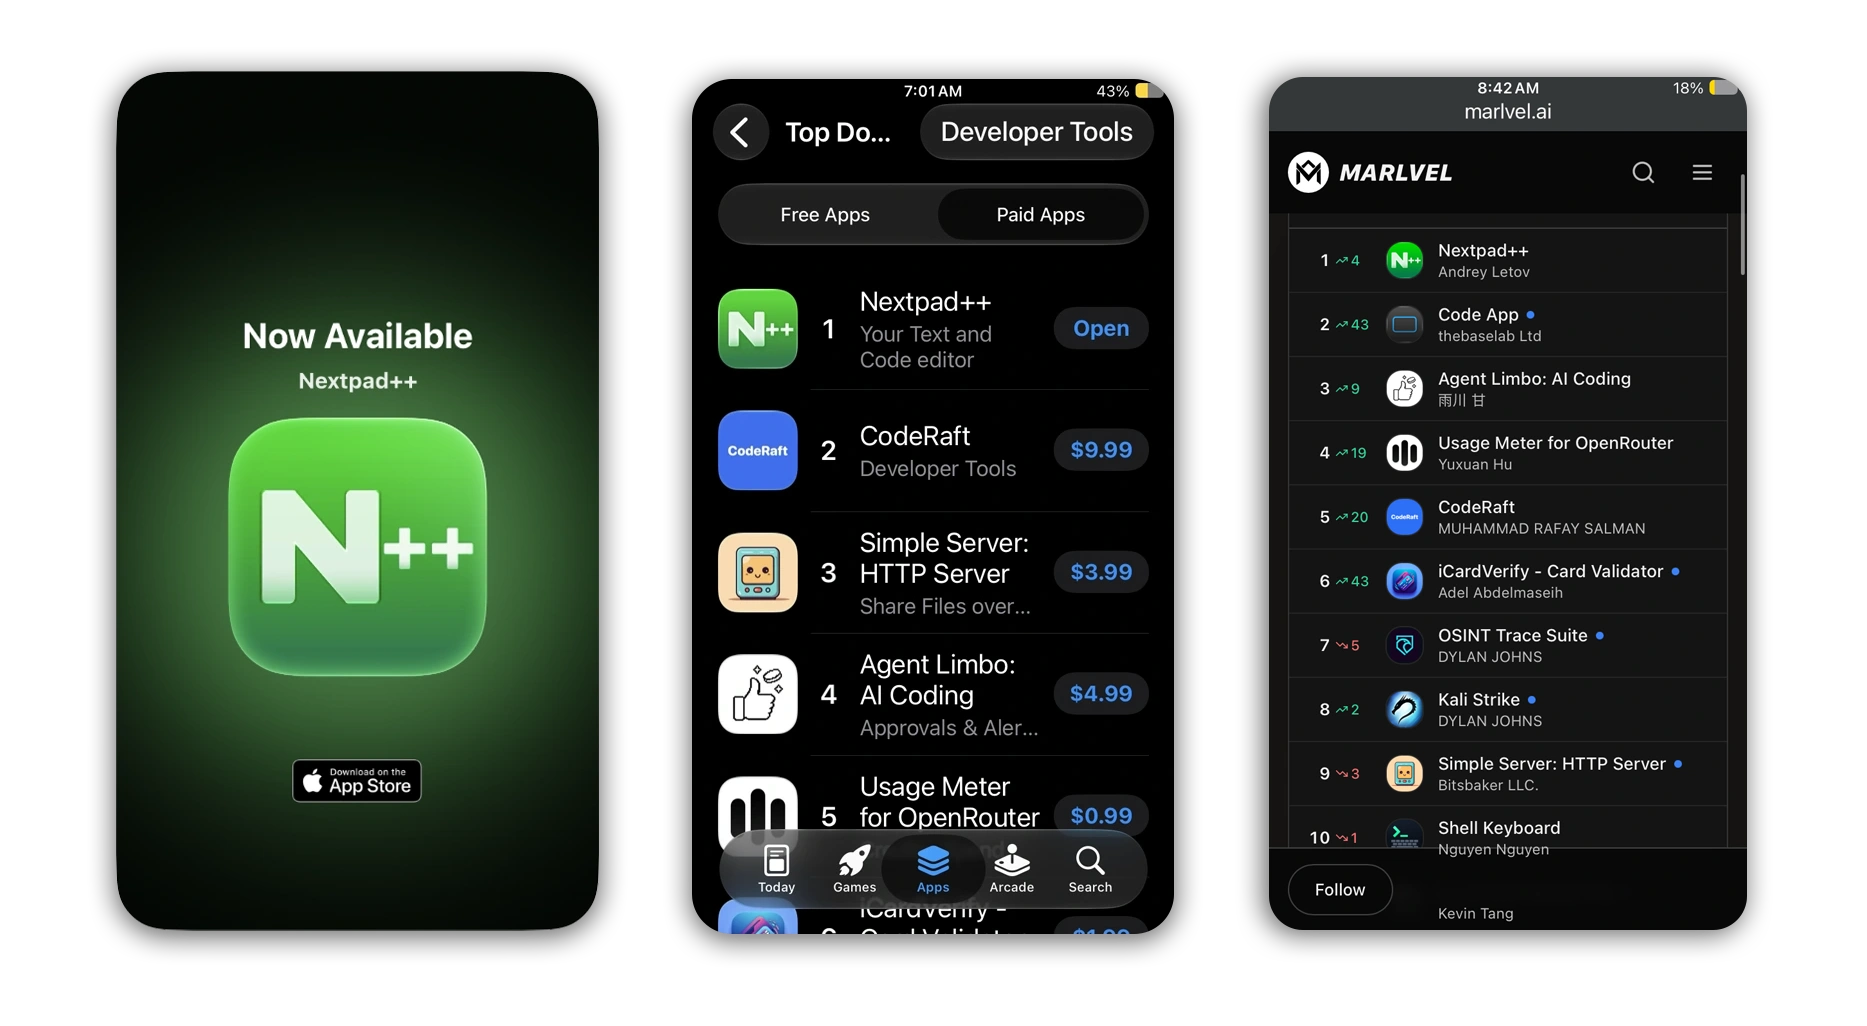 Now Available
Nextpad++
N++
Download on the
App Store
7:01 AM
43%
Top Do...
Developer Tools
Free Apps
Paid Apps
N++
1
Nextpad++
Your Text and
Code editor
Open
CodeRaft
2
CodeRaft
Developer Tools
$9.99
3
Simple Server:
HTTP Server
Share Files over...
$3.99
4
Agent Limbo:
AI Coding
Approvals & Aler...
$4.99
5
Usage Meter
for OpenRouter
$0.99
Today
Games
Apps
Arcade
Search
iCardVerify -
8:42 AM
18%
marlvel.ai
MARLVEL
1 4
N++
Nextpad++
Andrey Letov
2 43
Code App
thebaselab Ltd
3 9
Agent Limbo: AI Coding
雨川 甘
4 19
Usage Meter for OpenRouter
Yuxuan Hu
5 20
CodeRaft
CodeRaft
MUHAMMAD RAFAY SALMAN
6 43
iCardVerify - Card Validator
Adel Abdelmaseih
7 5
OSINT Trace Suite
DYLAN JOHNS
8 2
Kali Strike
DYLAN JOHNS
9 3
Simple Server: HTTP Server
Bitsbaker LLC.
10 1
Shell Keyboard
Nguyen Nguyen
Follow
Kevin Tang